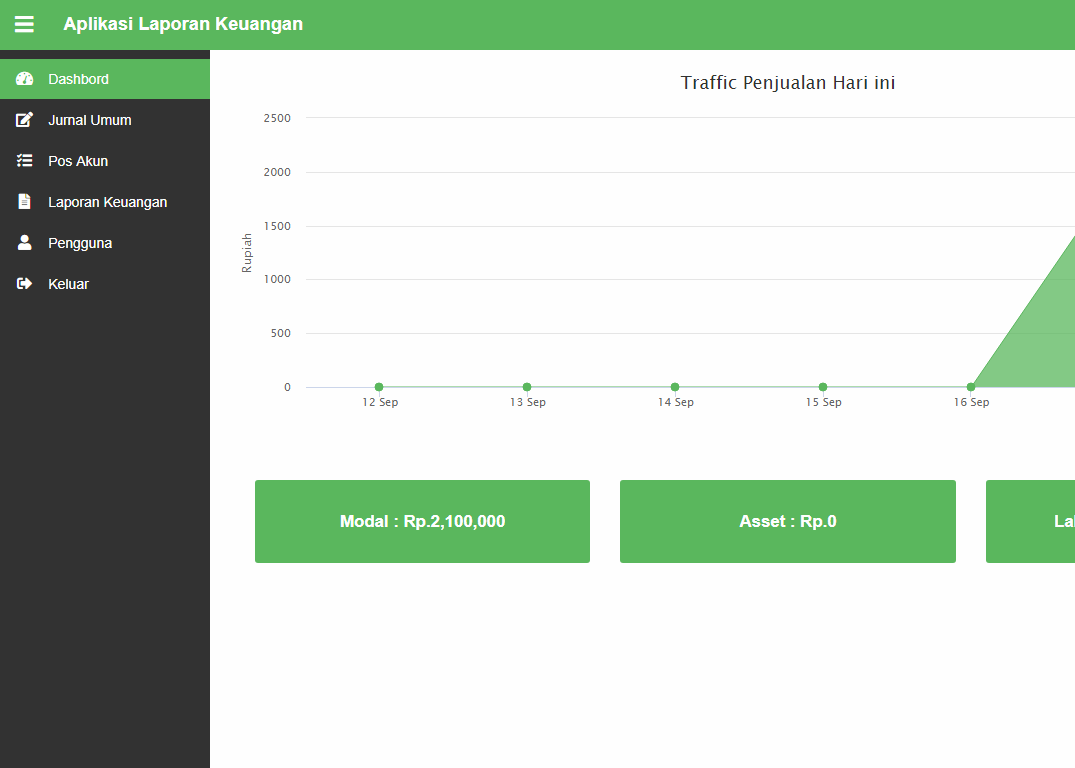 Aplikasi Laporan Keuangan
Dashbord
Jurnal Umum
Pos Akun
Laporan Keuangan
Pengguna
Keluar
Traffic Penjualan Hari ini
Rupiah
2500
2000
1500
1000
500
0
12 Sep 13 Sep 14 Sep 15 Sep 16 Sep
Modal : Rp.2,100,000 Asset : Rp.0